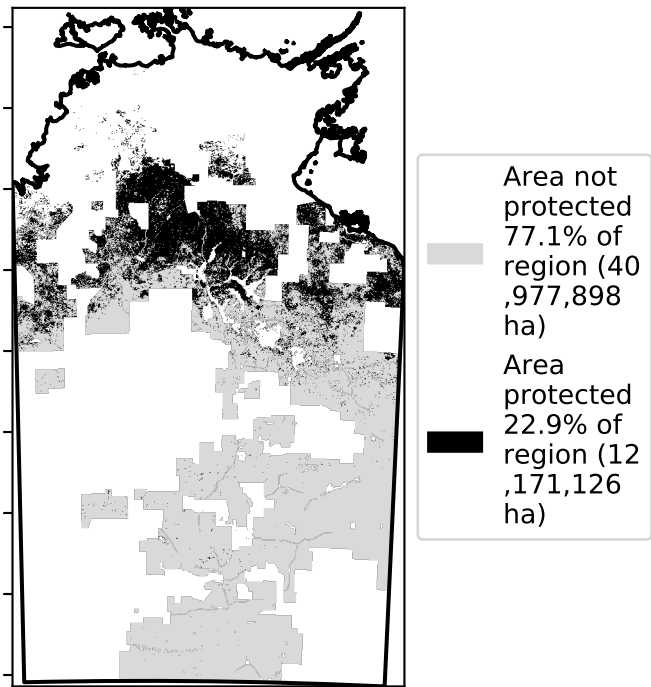 Area not
protected
77.1% of
region (40
,977,898
ha)
Area
protected
22.9% of
region (12
,171,126
ha)